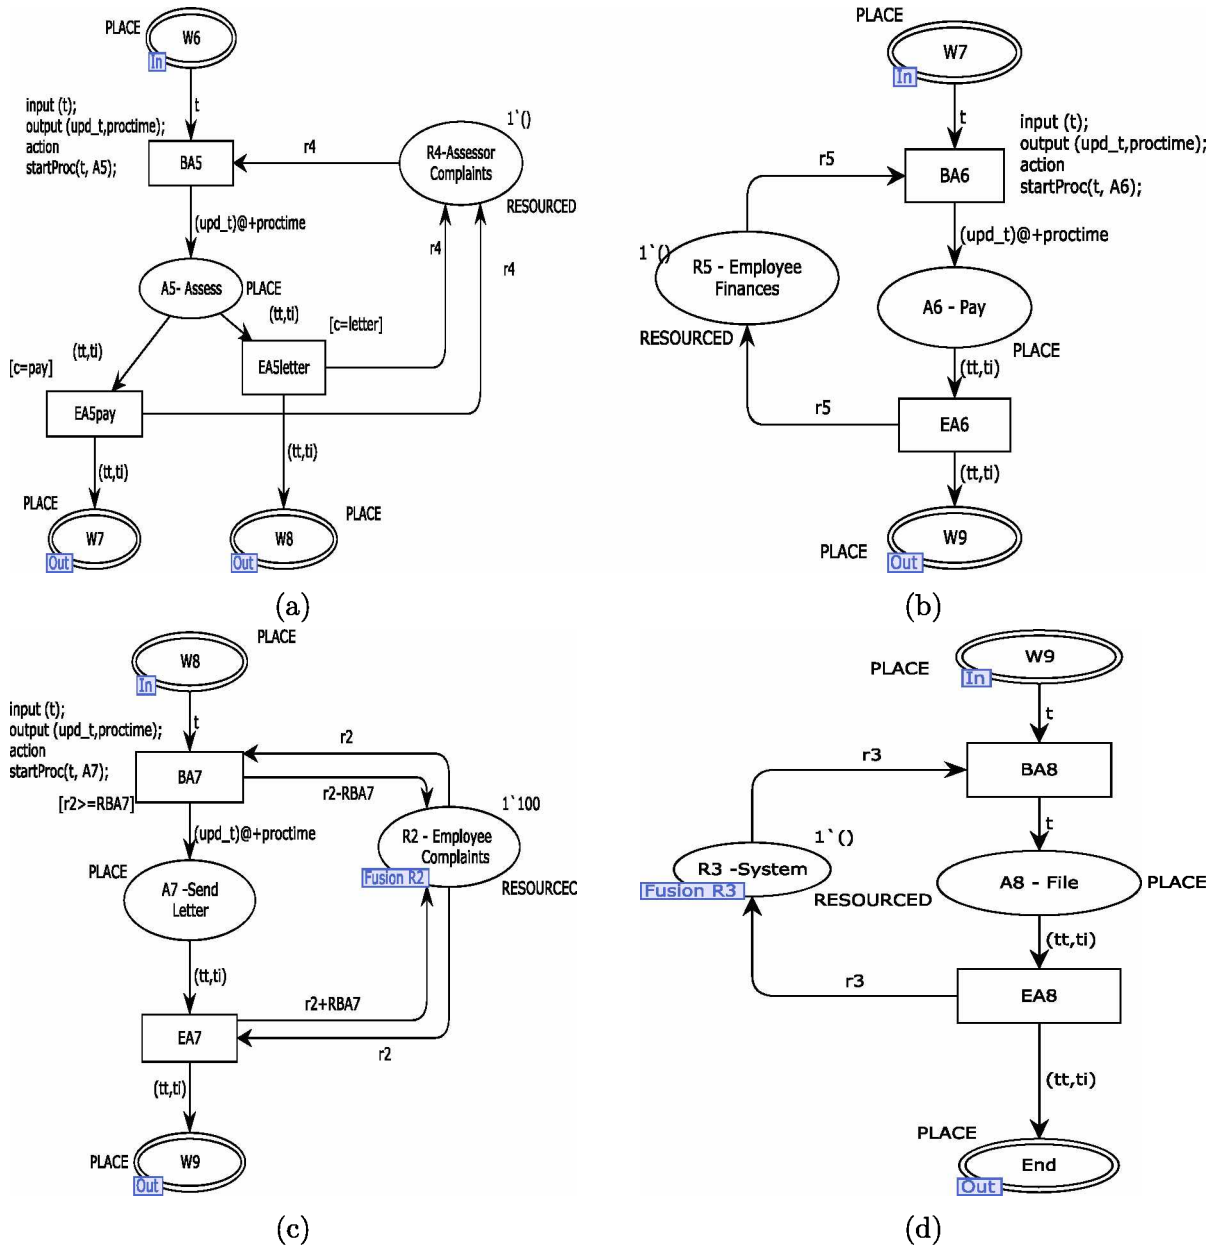 PLACE
W6
In
t
input (t);
output (upd_t,proctime);
action
startProc(t, A5);
BA5
r4
1`()
R4-Assessor
Complaints
RESOURCED
(upd_t)@+proctime
r4
r4
A5- Assess
PLACE
(tt,ti)
[c=letter]
(tt,ti)
[c=pay]
EA5letter
EA5pay
(tt,ti)
(tt,ti)
PLACE
W7
Out
PLACE
W8
Out
(a)
PLACE
W7
In
t
input (t);
output (upd_t,proctime);
action
startProc(t, A6);
r5
BA6
(upd_t)@+proctime
1`()
R5 - Employee
Finances
RESOURCED
A6 - Pay
PLACE
(tt,ti)
r5
EA6
(tt,ti)
PLACE
W9
Out
(b)
PLACE
W8
In
input (t);
output (upd_t,proctime);
action
startProc(t, A7);
t
r2
BA7
r2-RBA7
[r2>=RBA7]
1`100
(upd_t)@+proctime
R2 - Employee
Complaints
Fusion R2
RESOURCEC
PLACE
A7 -Send
Letter
(tt,ti)
r2+RBA7
EA7
r2
(tt,ti)
PLACE
W9
Out
(c)
W9
PLACE
In
t
r3
BA8
t
1`()
R3 -System
Fusion R3
RESOURCED
A8 - File
PLACE
(tt,ti)
r3
EA8
(tt,ti)
PLACE
End
Out
(d)